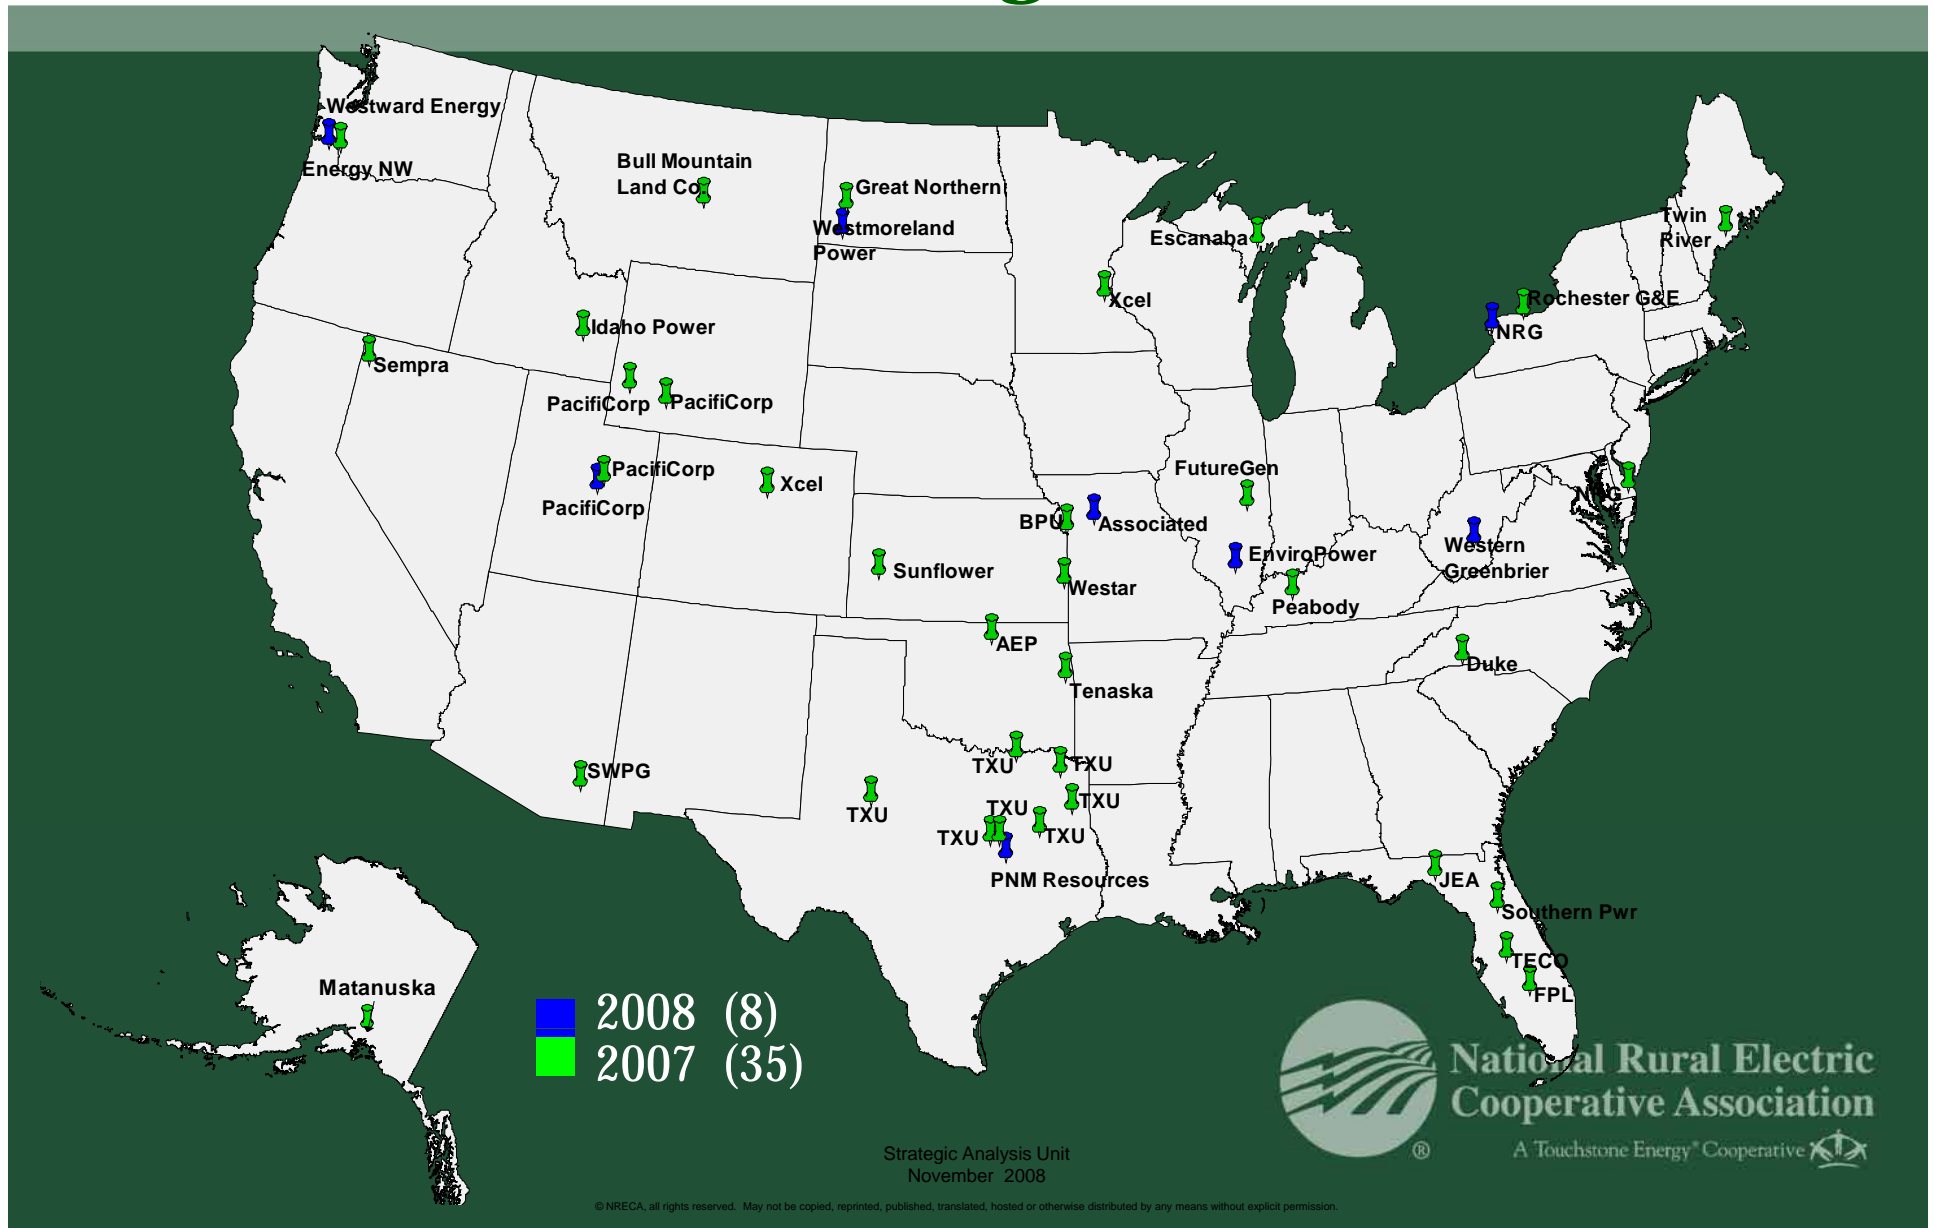 Westward Energy
Energy NW
Bull Mountain
Land Co.
Great Northern
Westmoreland
Power
Escanaba
Twin
River
Xcel
Rochester G&E
NRG
Idaho Power
Sempra
PacifiCorp
PacifiCorp
PacifiCorp
PacifiCorp
Xcel
FutureGen
NRG
BPU
Associated
Sunflower
EnviroPower
Western
Greenbrier
Westar
Peabody
AEP
Duke
Tenaska
SWPG
TXU
TXU
TXU
TXU
TXU
TXU
TXU
PNM Resources
JEA
Southern Pwr
TECO
FPL
Matanuska
2008 (8)
2007 (35)
National Rural Electric
Cooperative Association
®
A Touchstone Energy® Cooperative
Strategic Analysis Unit
November 2008
© NRECA, all rights reserved. May not be copied, reprinted, published, translated, hosted or otherwise distributed by any means without explicit permission.